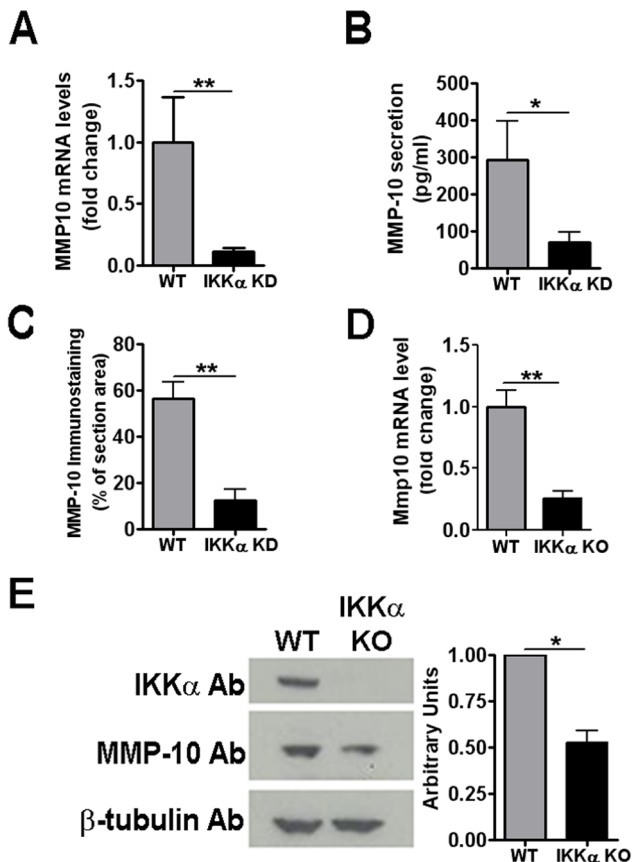 A
MMP10 mRNA levels
(fold change)
1.5
1.0
0.5
0.0
**
WT IKKα KD
B
MMP-10 secretion
(pg/ml)
500
400
300
200
100
0
*
WT IKKα KD
C
MMP-10 Immunostaining
(% of section area)
80
60
40
20
0
**
WT IKKα KD
D
Mmp10 mRNA level
(fold change)
1.5
1.0
0.5
0.0
**
WT IKKα KO
E
IKKα
WT KO
IKKα Ab
MMP-10 Ab
β-tubulin Ab
Arbitrary Units
1.00
0.75
0.50
0.25
0.00
*
WT IKKα KO